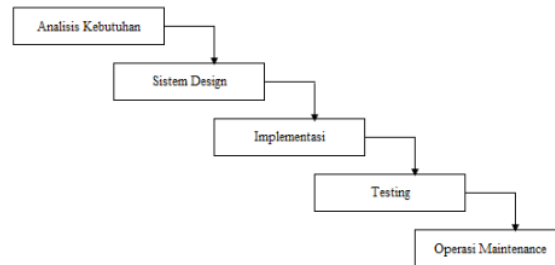 Analisis Kebutuhan
Sistem Design
Implementasi
Testing
Operasi Maintenance